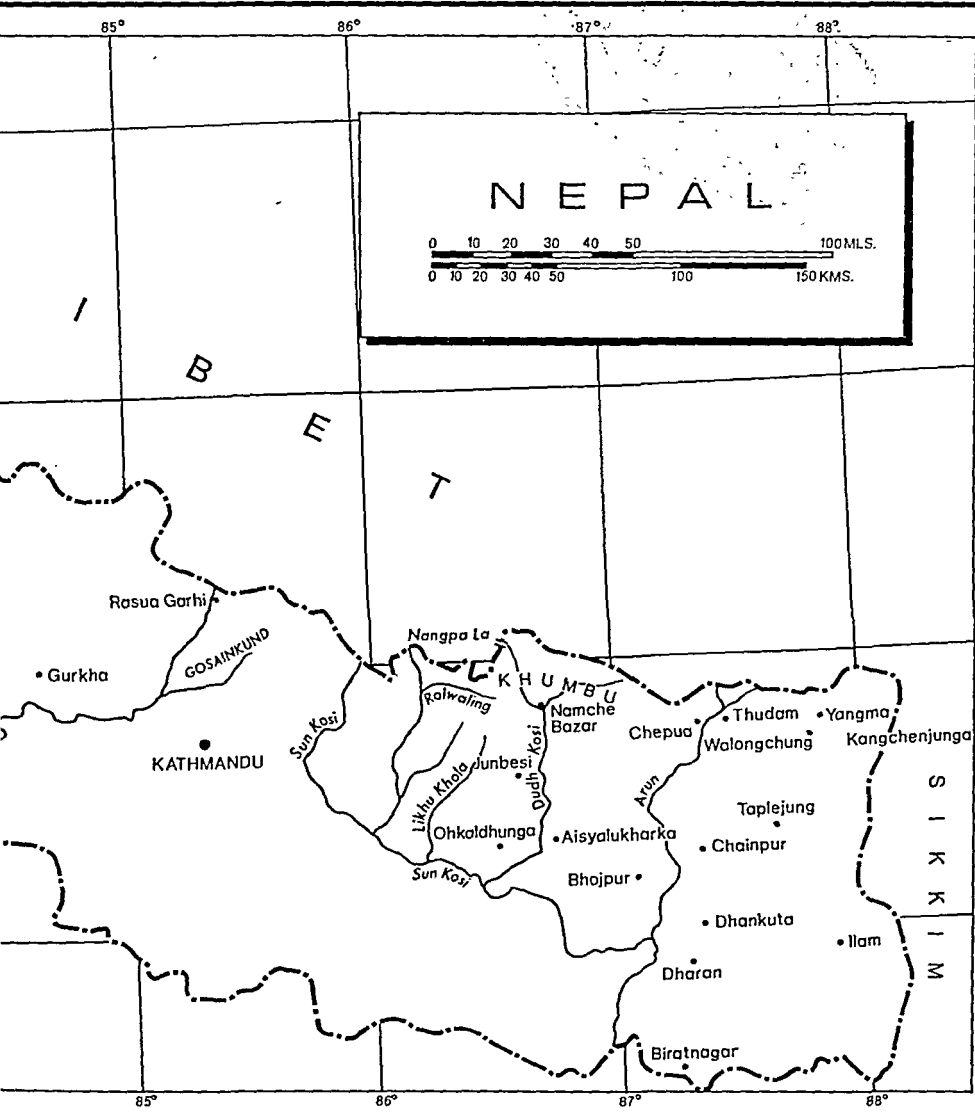 85° 86° 87° 88°
NEPAL
0 10 20 30 40 50 100 MLS.
0 10 20 30 40 50 100 150 KMS.
I
B
E
T
Rasua Garhi
GOSAINKUND
Nangpa La
Gurkha
KHUMBU
Rolwaling
Namche
Bazar
Thudam
Yangma
Chepua
Walongchung
Kangchenjunga
Sun Kosi
KATHMANDU
Junbesi
Dudh Kosi
Likhu Khola
Arun
SIKKIM
Taplejung
Ohkaldhunga
Aisyalukharka
Chainpur
Sun Kosi
Bhojpur
Dhankuta
Ilam
Dharan
Biratnagar
85° 86° 87° 88°